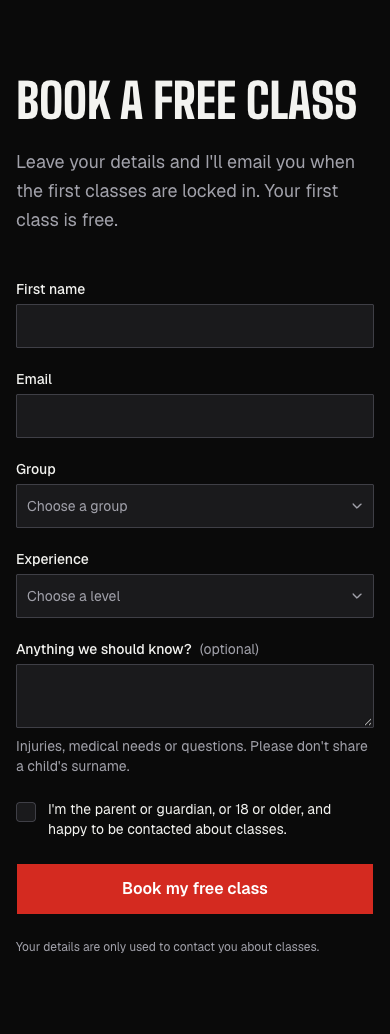 BOOK A FREE CLASS
Leave your details and I'll email you when
the first classes are locked in. Your first
class is free.
First name
Email
Group
Choose a group
Experience
Choose a level
Anything we should know? (optional)
Injuries, medical needs or questions. Please don't share
a child's surname.
I'm the parent or guardian, or 18 or older, and
happy to be contacted about classes.
Book my free class
Your details are only used to contact you about classes.